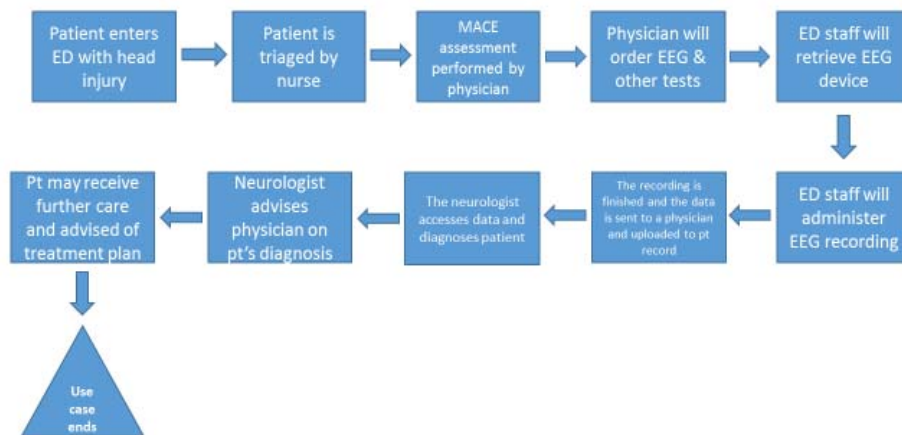 Patient enters
ED with head
injury
Patient is
triaged by
nurse
MACE
assessment
performed by
physician
Physician will
order EEG &
other tests
ED staff will
retrieve EEG
device
ED staff will
administer
EEG recording
The recording is
finished and the data
is sent to a physician
and uploaded to pt
record
The neurologist
accesses data and
diagnoses patient
Neurologist
advises
physician on
pt's diagnosis
Pt may receive
further care
and advised of
treatment plan
Use
case
ends